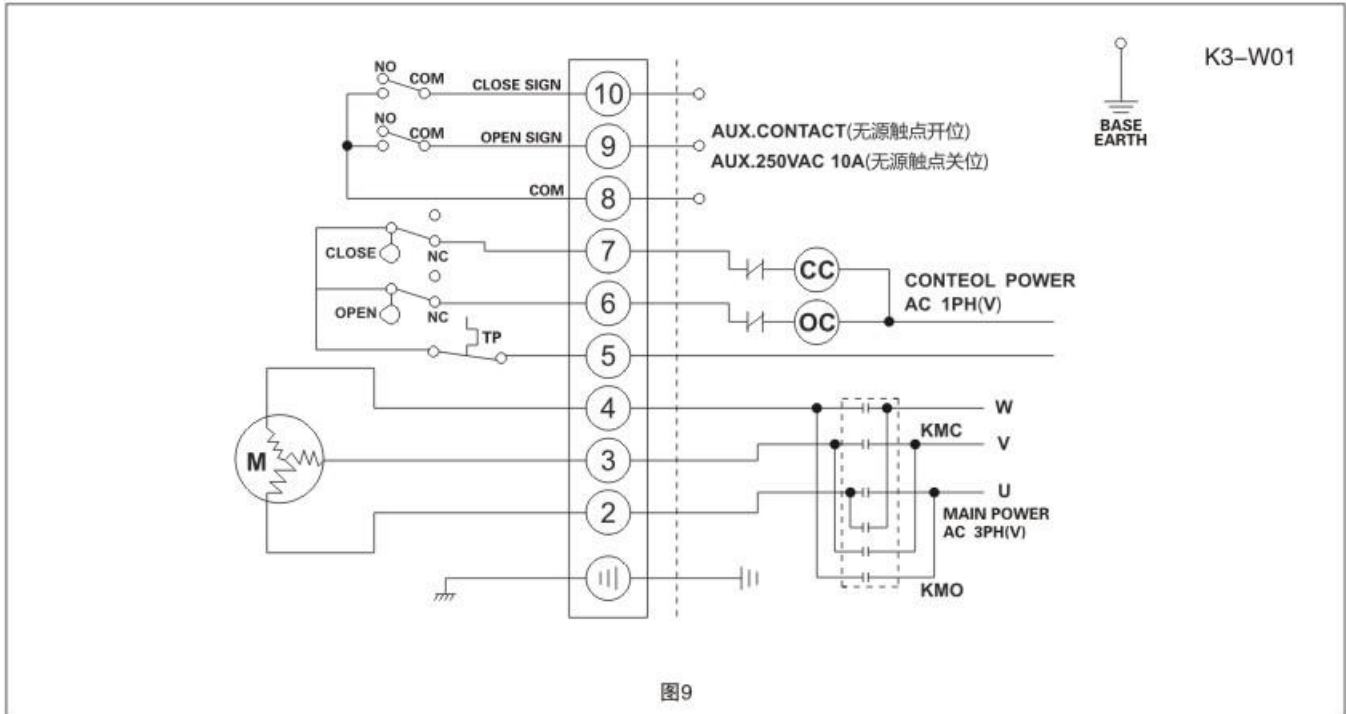 K3-W01
BASE
EARTH
NO
COM
CLOSE SIGN
10
NO
COM
OPEN SIGN
9
AUX.CONTACT(无源触点开位)
AUX.250VAC 10A(无源触点关位)
COM
8
CLOSE
NC
7
CC
CONTEOL POWER
AC 1PH(V)
OPEN
NC
6
OC
TP
5
4
W
KMC
V
M
3
U
2
MAIN POWER
AC 3PH(V)
KMO
图9